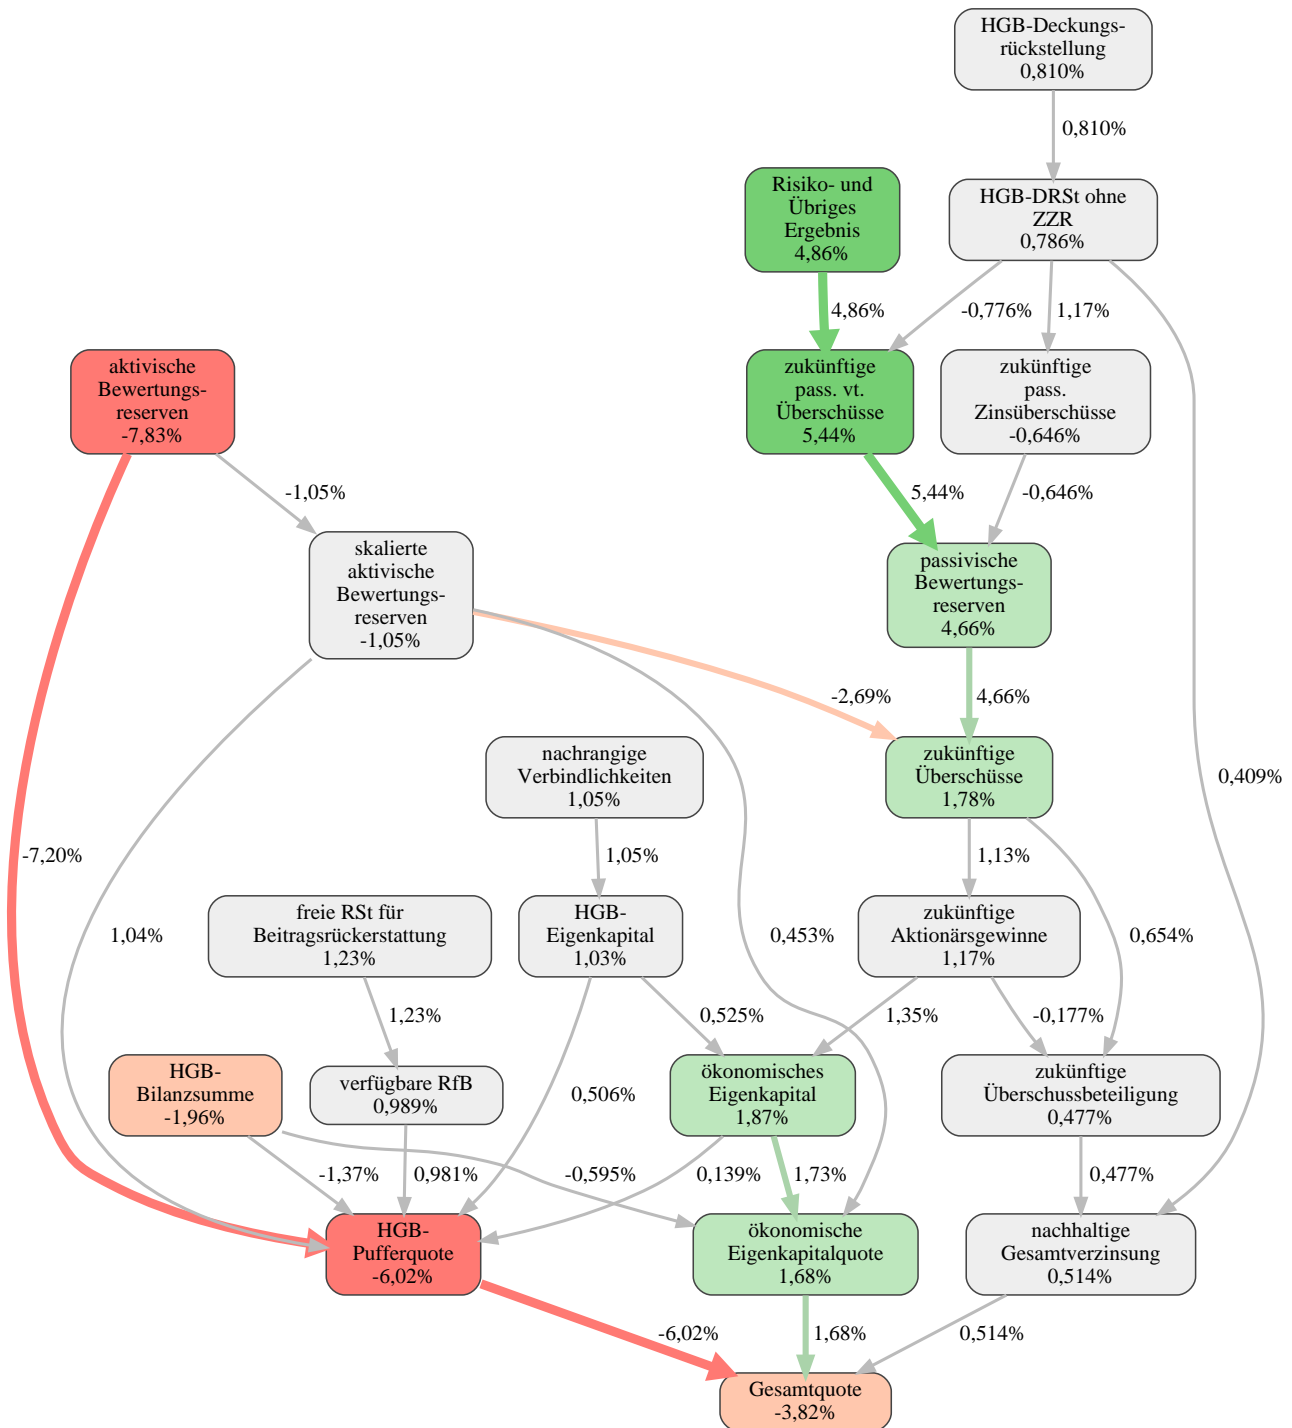 HGB-Deckungs-
rückstellung
0,810%
0,810%
Risiko- und
Übriges
Ergebnis
4,86%
HGB-DRSt ohne
ZZR
0,786%
4,86%
-0,776%
1,17%
0,409%
aktivische
Bewertungs-
reserven
-7,83%
zukünftige
pass. vt.
Überschüsse
5,44%
zukünftige
pass.
Zinsüberschüsse
-0,646%
-1,05%
5,44%
-0,646%
skalierte
aktivische
Bewertungs-
reserven
-1,05%
passivische
Bewertungs-
reserven
4,66%
-2,69%
4,66%
nachrangige
Verbindlichkeiten
1,05%
zukünftige
Überschüsse
1,78%
-7,20%
1,05%
1,13%
freie RSt für
Beitragsrückerstattung
1,23%
HGB-
Eigenkapital
1,03%
zukünftige
Aktionärsgewinne
1,17%
1,04%
0,453%
0,654%
1,23%
0,525%
1,35%
-0,177%
HGB-
Bilanzsumme
-1,96%
verfügbare RfB
0,989%
0,506%
ökonomisches
Eigenkapital
1,87%
zukünftige
Überschussbeteiligung
0,477%
-1,37%
0,981%
-0,595%
0,139%
1,73%
0,477%
HGB-
Pufferquote
-6,02%
ökonomische
Eigenkapitalquote
1,68%
nachhaltige
Gesamtverzinsung
0,514%
-6,02%
1,68%
0,514%
Gesamtquote
-3,82%